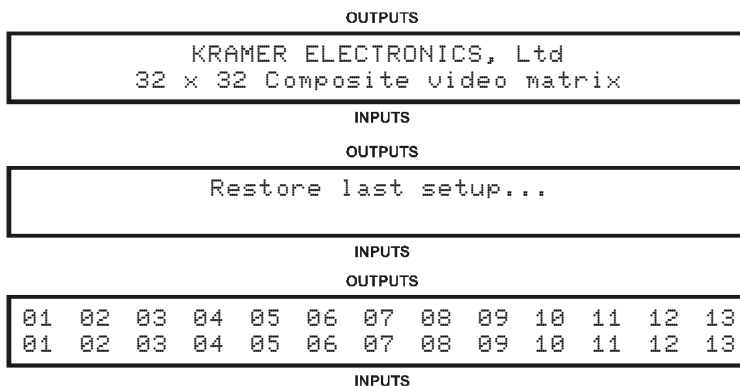 OUTPUTS
KRAMER ELECTRONICS, Ltd
32 x 32 Composite video matrix
INPUTS
OUTPUTS
Restore last setup...
INPUTS
OUTPUTS
01 02 03 04 05 06 07 08 09 10 11 12 13
01 02 03 04 05 06 07 08 09 10 11 12 13
INPUTS